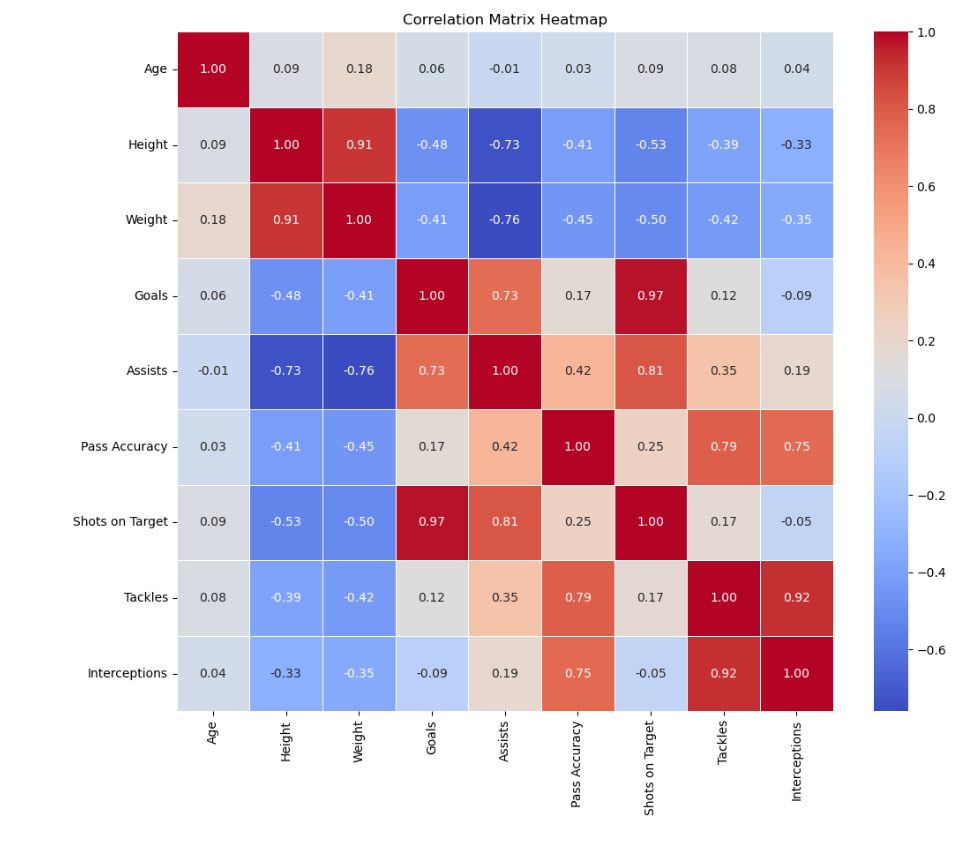 Correlation Matrix Heatmap
Age 1.00 0.09 0.18 0.06 -0.01 0.03 0.09 0.08 0.04
Height 0.09 1.00 0.91 -0.48 -0.73 -0.41 -0.53 -0.39 -0.33
Weight 0.18 0.91 1.00 -0.41 -0.76 -0.45 -0.50 -0.42 -0.35
Goals 0.06 -0.48 -0.41 1.00 0.73 0.17 0.97 0.12 -0.09
Assists -0.01 -0.73 -0.76 0.73 1.00 0.42 0.81 0.35 0.19
Pass Accuracy 0.03 -0.41 -0.45 0.17 0.42 1.00 0.25 0.79 0.75
Shots on Target 0.09 -0.53 -0.50 0.97 0.81 0.25 1.00 0.17 -0.05
Tackles 0.08 -0.39 -0.42 0.12 0.35 0.79 0.17 1.00 0.92
Interceptions 0.04 -0.33 -0.35 -0.09 0.19 0.75 -0.05 0.92 1.00
Age
Height
Weight
Goals
Assists
Pass Accuracy
Shots on Target
Tackles
Interceptions
1.0
0.8
0.6
0.4
0.2
0.0
−0.2
−0.4
−0.6